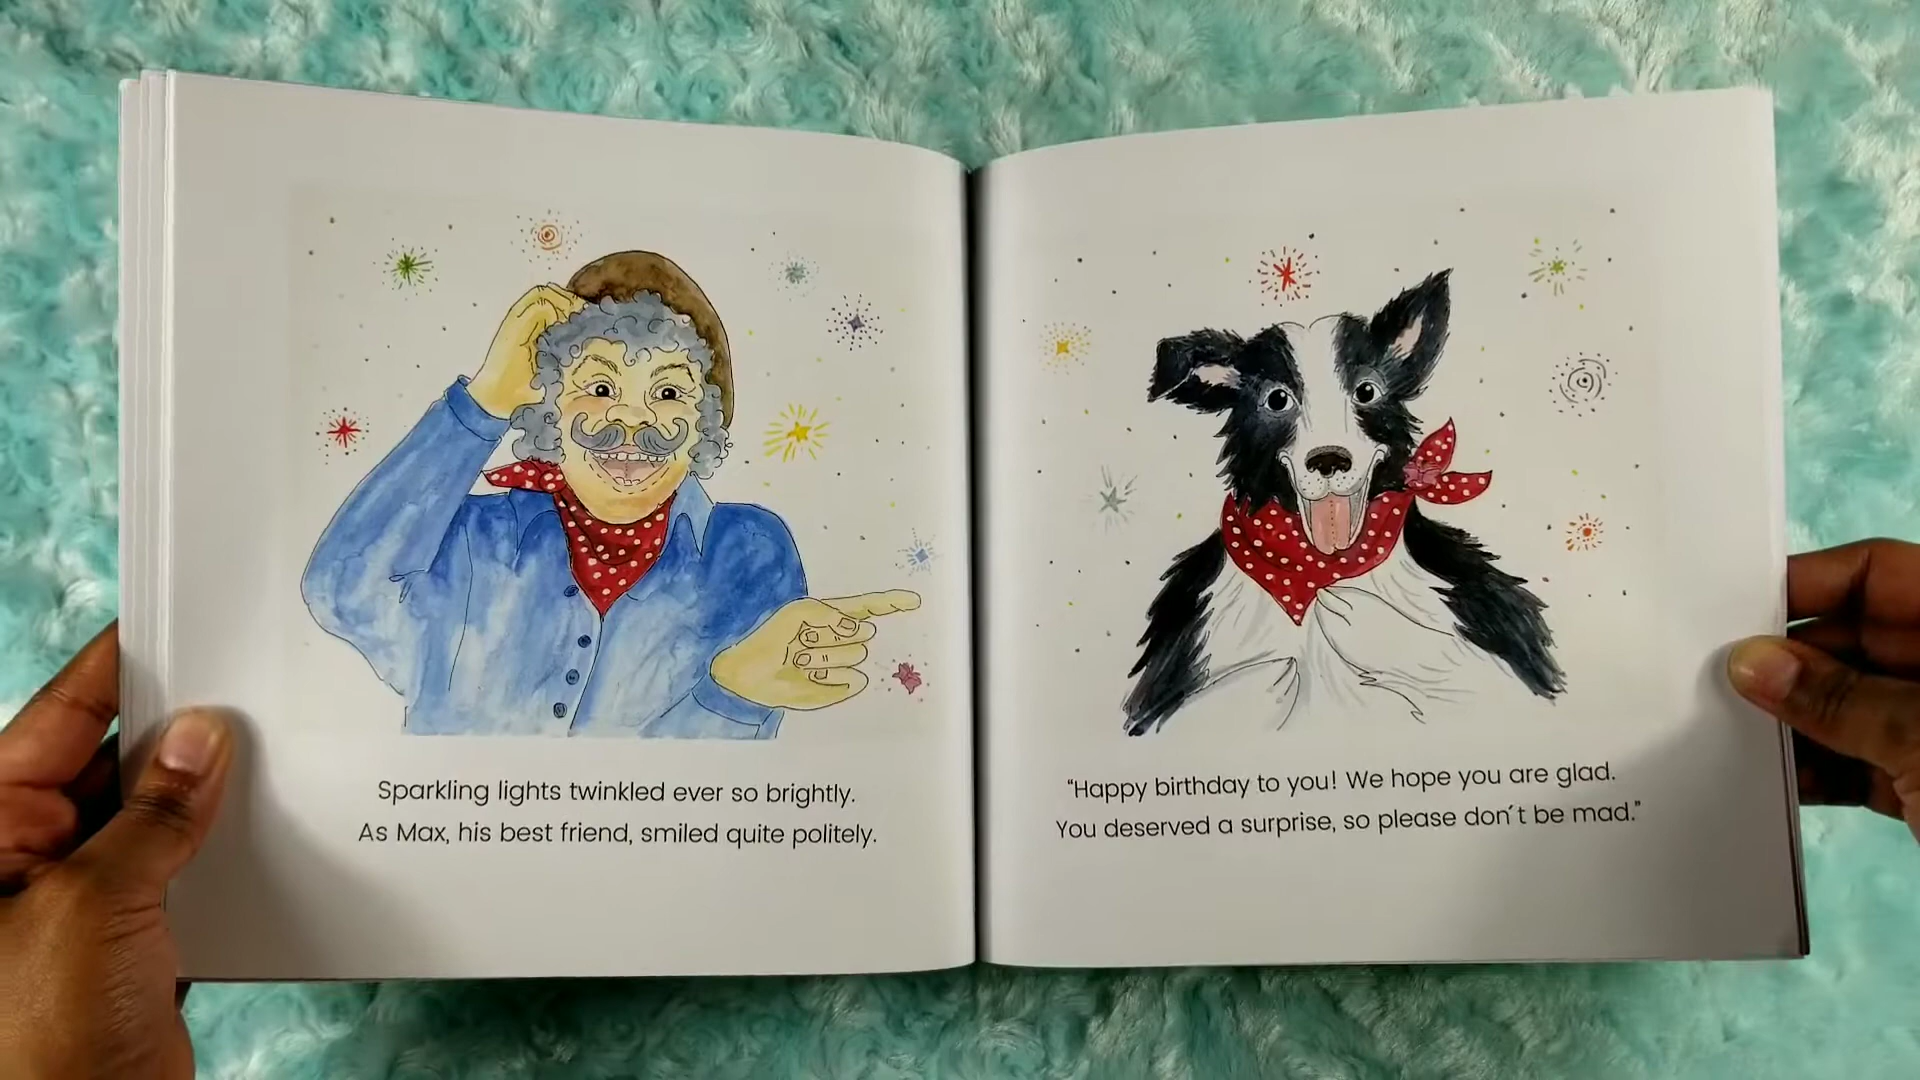 Sparkling lights twinkled ever so brightly.
As Max, his best friend, smiled quite politely.
“Happy birthday to you! We hope you are glad.
You deserved a surprise, so please don´t be mad.”